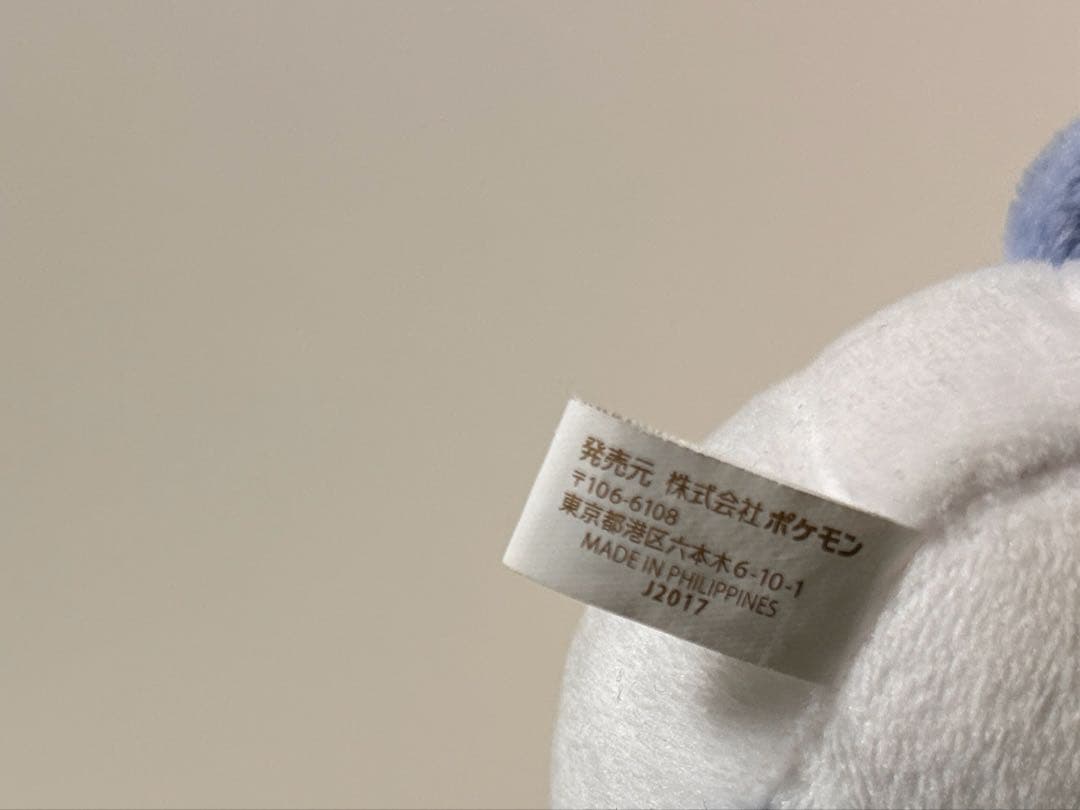 発売元 株式会社ポケモン
〒106-6108
東京都港区六本木6-10-1
MADE IN PHILIPPINES
J2017